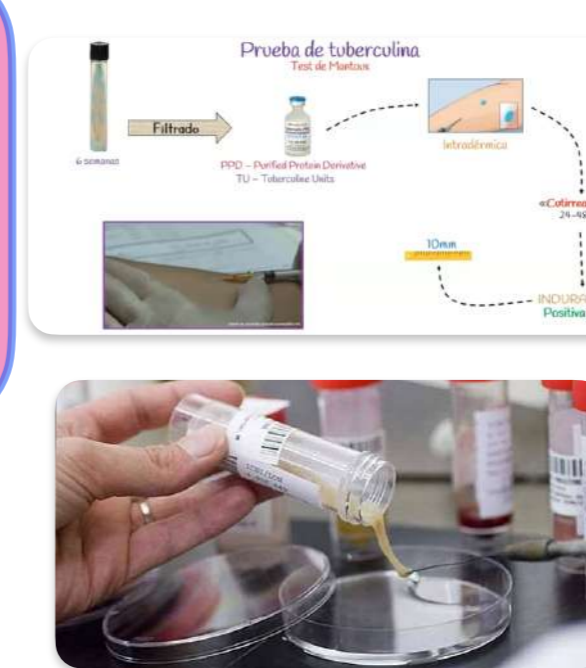 Prueba de tuberculina
Test de Mantoux
Filtrado
6 semanas
PPD – Purified Protein Derivative
TU – Tuberculine Units
Intradérmica
24-48
10mm
INDURA
Positiva